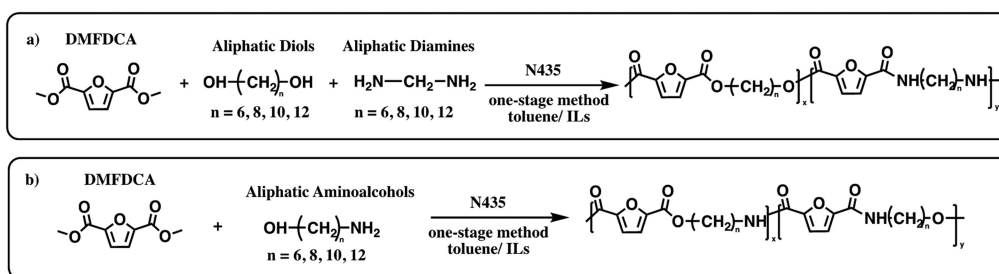 a)
DMFDCA
Aliphatic Diols
Aliphatic Diamines
O
O
O
O
O
+
OH–(CH₂)ₙ–OH
+
H₂N–CH₂–NH₂
n
n = 6, 8, 10, 12
n = 6, 8, 10, 12
N435
one-stage method
toluene/ ILs
O
O
O
O–(CH₂)ₙ–O
x
O
O
O
NH–(CH₂)ₙ–NH
y
b)
DMFDCA
Aliphatic Aminoalcohols
O
O
O
O
O
+
OH–(CH₂)ₙ–NH₂
n = 6, 8, 10, 12
N435
one-stage method
toluene/ ILs
O
O
O
O–(CH₂)ₙ–NH
x
O
O
O
NH–(CH₂)ₙ–O
y